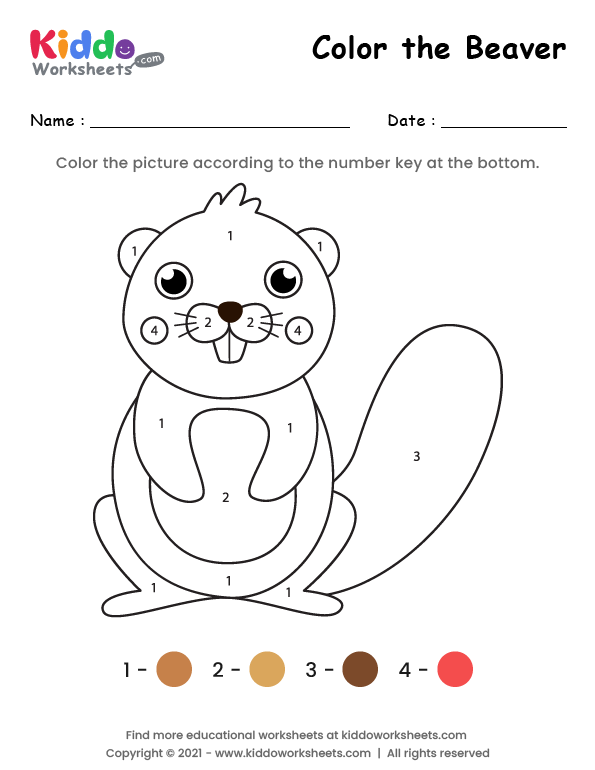 Kiddo
Worksheets .com
Color the Beaver
Name :
Date :
Color the picture according to the number key at the bottom.
1
1
1
2
2
4
4
1
1
3
2
1
1
1
1 -
2 -
3 -
4 -
Find more educational worksheets at kiddoworksheets.com
Copyright © 2021 - www.kiddoworksheets.com | All rights reserved